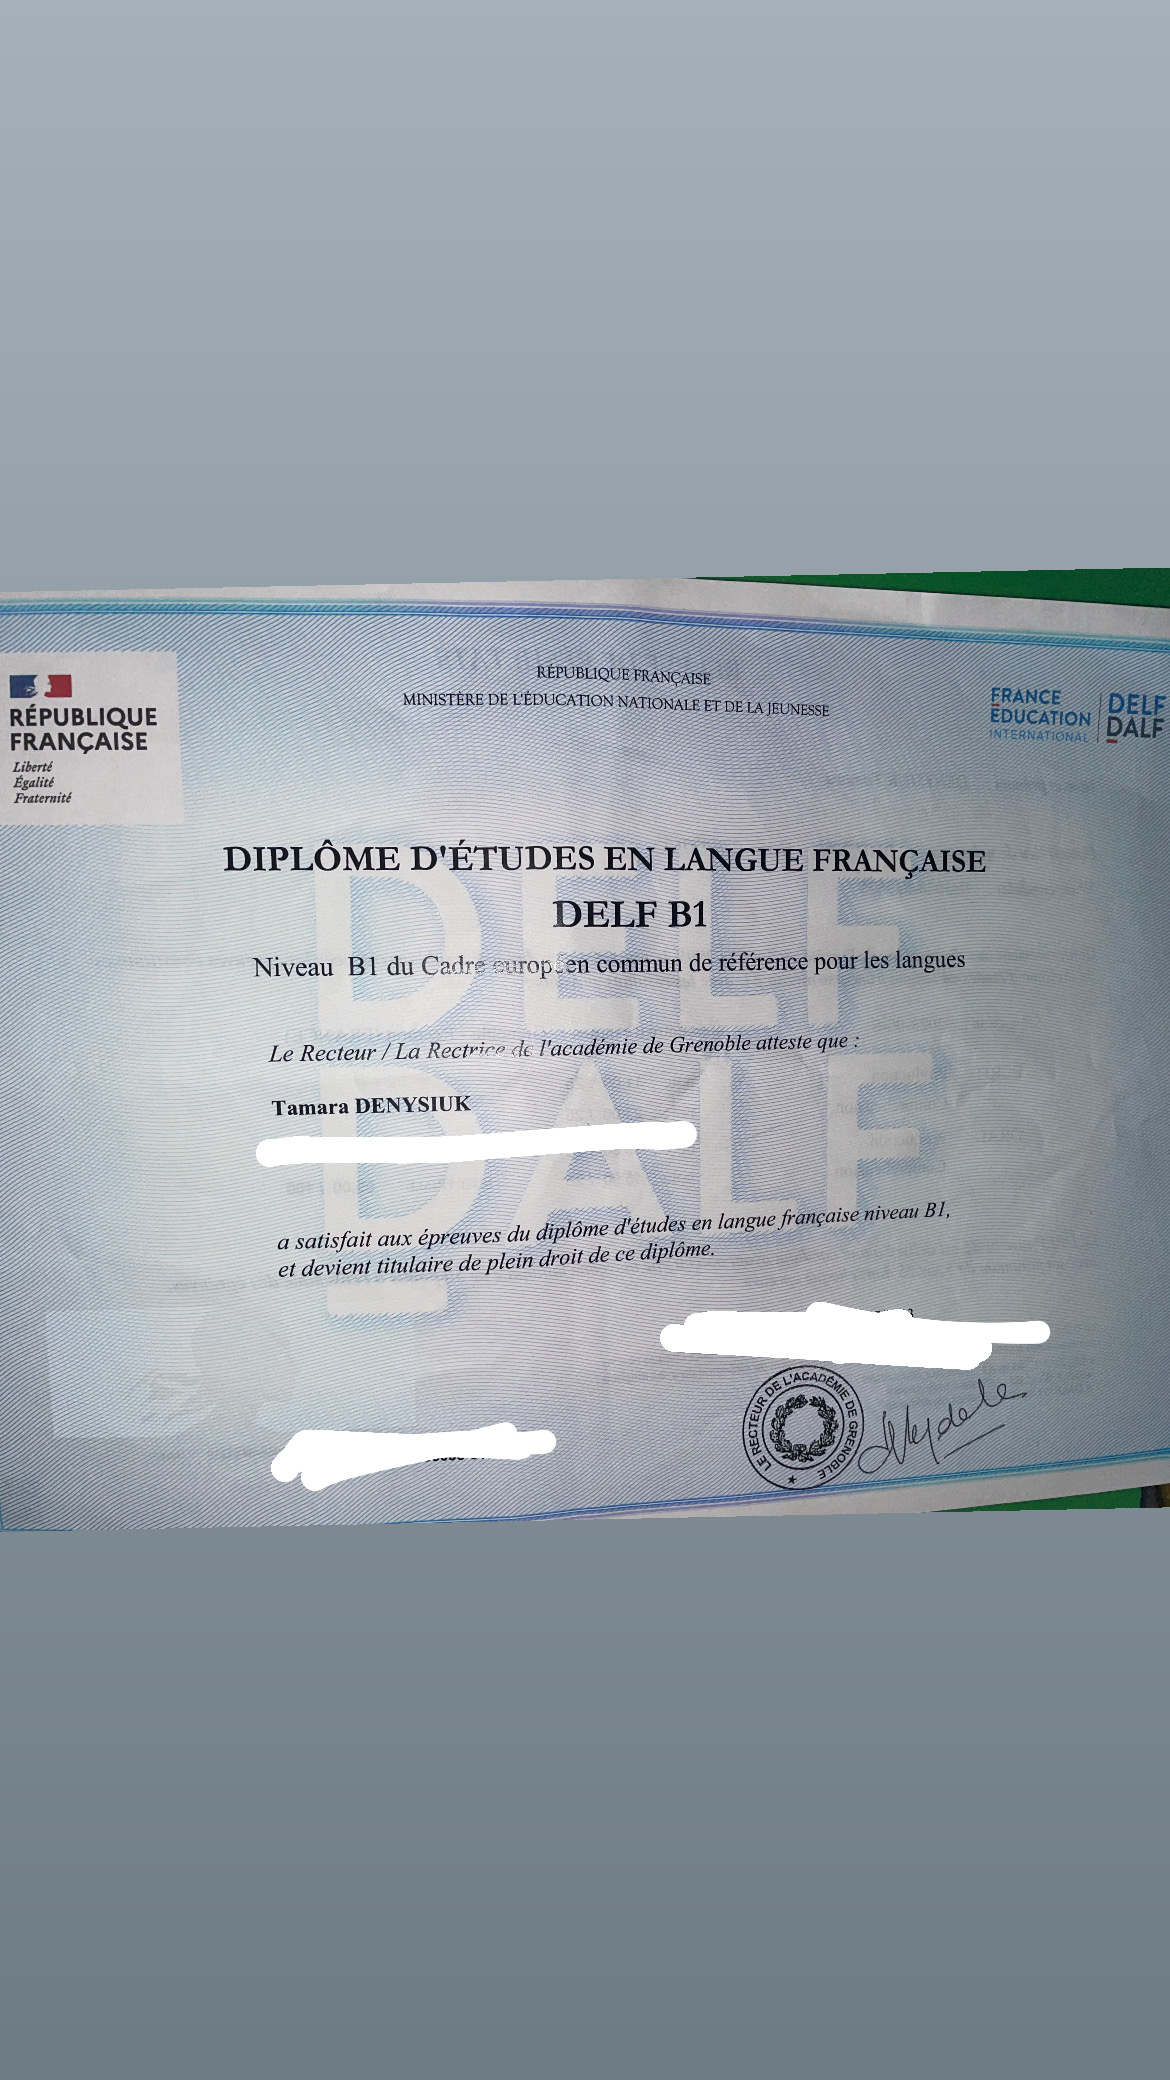 RÉPUBLIQUE FRANÇAISE
MINISTÈRE DE L'ÉDUCATION NATIONALE ET DE LA JEUNESSE
RÉPUBLIQUE
FRANÇAISE
Liberté
Égalité
Fraternité
FRANCE
ÉDUCATION
INTERNATIONAL
DELF
DALF
DIPLÔME D'ÉTUDES EN LANGUE FRANÇAISE
DELF B1
Niveau B1 du Cadre européen commun de référence pour les langues
Le Recteur / La Rectrice de l'académie de Grenoble atteste que :
Tamara DENYSIUK
a satisfait aux épreuves du diplôme d'études en langue française niveau B1,
et devient titulaire de plein droit de ce diplôme.
LE RECTEUR DE L'ACADÉMIE DE GRENOBLE
DELF
DALF